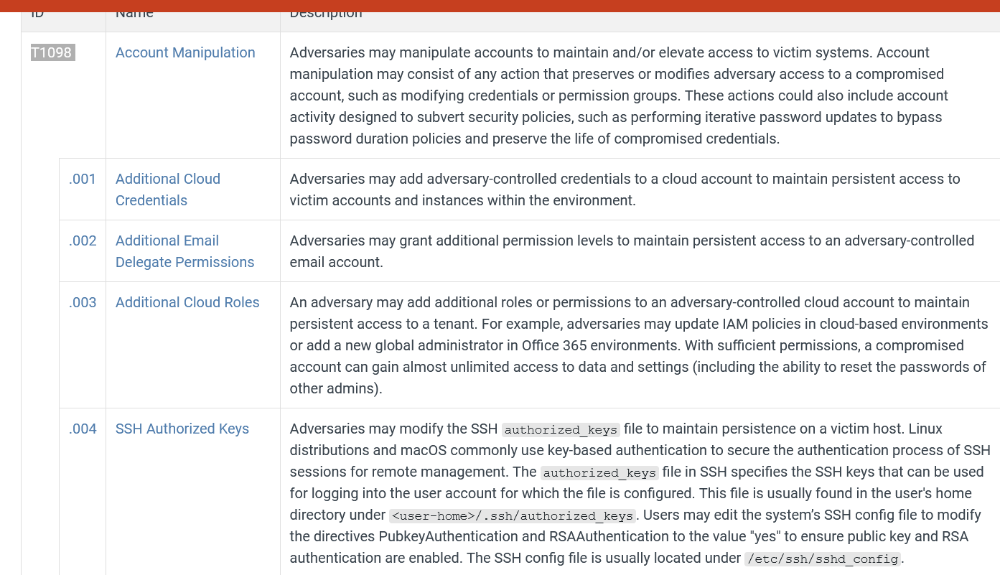 ID Name Description
T1098 Account Manipulation Adversaries may manipulate accounts to maintain and/or elevate access to victim systems. Account
manipulation may consist of any action that preserves or modifies adversary access to a compromised
account, such as modifying credentials or permission groups. These actions could also include account
activity designed to subvert security policies, such as performing iterative password updates to bypass
password duration policies and preserve the life of compromised credentials.
.001 Additional Cloud Adversaries may add adversary-controlled credentials to a cloud account to maintain persistent access to
Credentials victim accounts and instances within the environment.
.002 Additional Email Adversaries may grant additional permission levels to maintain persistent access to an adversary-controlled
Delegate Permissions email account.
.003 Additional Cloud Roles An adversary may add additional roles or permissions to an adversary-controlled cloud account to maintain
persistent access to a tenant. For example, adversaries may update IAM policies in cloud-based environments
or add a new global administrator in Office 365 environments. With sufficient permissions, a compromised
account can gain almost unlimited access to data and settings (including the ability to reset the passwords of
other admins).
.004 SSH Authorized Keys Adversaries may modify the SSH authorized_keys file to maintain persistence on a victim host. Linux
distributions and macOS commonly use key-based authentication to secure the authentication process of SSH
sessions for remote management. The authorized_keys file in SSH specifies the SSH keys that can be used
for logging into the user account for which the file is configured. This file is usually found in the user's home
directory under <user-home>/.ssh/authorized_keys. Users may edit the system’s SSH config file to modify
the directives PubkeyAuthentication and RSAAuthentication to the value "yes" to ensure public key and RSA
authentication are enabled. The SSH config file is usually located under /etc/ssh/sshd_config.